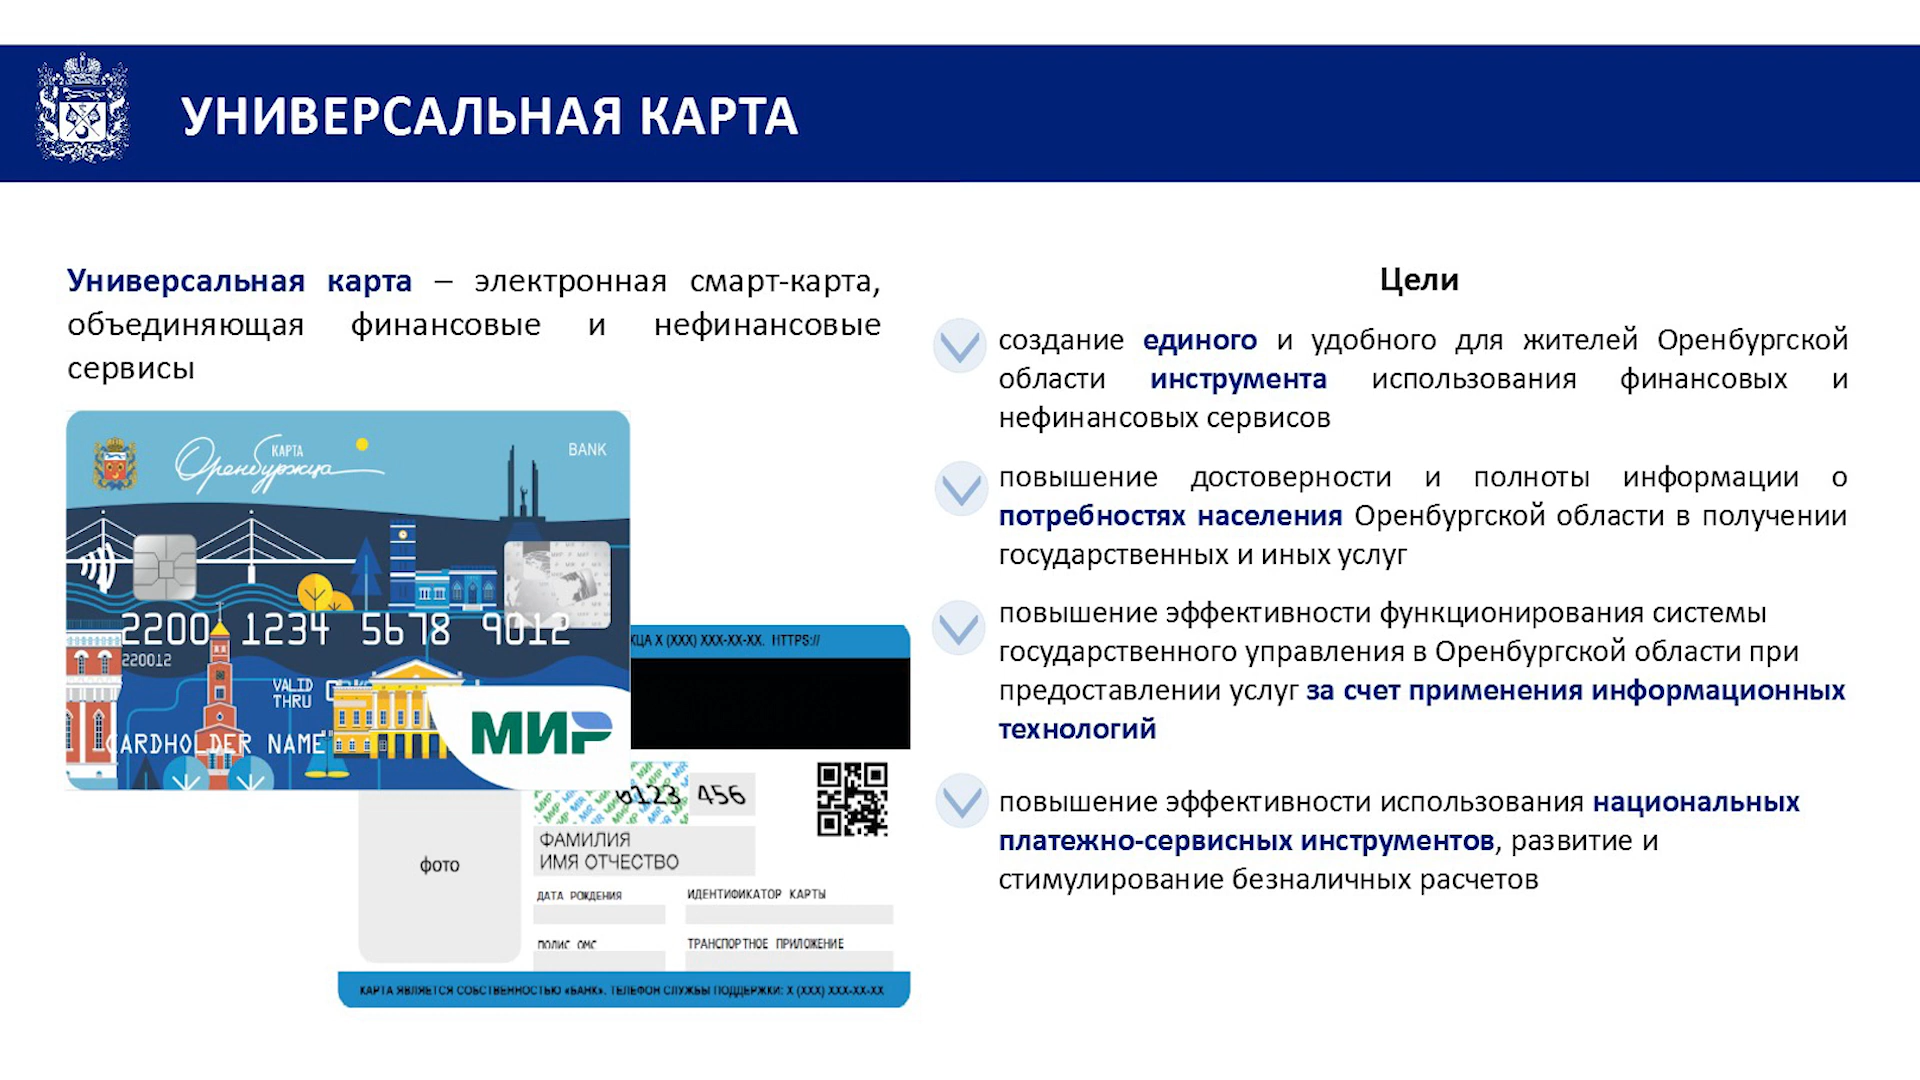 УНИВЕРСАЛЬНАЯ КАРТА
Универсальная карта – электронная смарт-карта,
объединяющая финансовые и нефинансовые
сервисы
КАРТА
Оренбуржца
BANK
2200 1234 5678 9012
220012
VALID
THRU
CARDHOLDER NAME
МИР
X (XXX) XXX-XX-XX. HTTPS://
6123 456
ФАМИЛИЯ
ИМЯ ОТЧЕСТВО
фото
ДАТА РОЖДЕНИЯ ИДЕНТИФИКАТОР КАРТЫ
ПОЛИС ОМС ТРАНСПОРТНОЕ ПРИЛОЖЕНИЕ
КАРТА ЯВЛЯЕТСЯ СОБСТВЕННОСТЬЮ «БАНК». ТЕЛЕФОН СЛУЖБЫ ПОДДЕРЖКИ: X (XXX) XXX-XX-XX
Цели
создание единого и удобного для жителей Оренбургской
области инструмента использования финансовых и
нефинансовых сервисов
повышение достоверности и полноты информации о
потребностях населения Оренбургской области в получении
государственных и иных услуг
повышение эффективности функционирования системы
государственного управления в Оренбургской области при
предоставлении услуг за счет применения информационных
технологий
повышение эффективности использования национальных
платежно-сервисных инструментов, развитие и
стимулирование безналичных расчетов